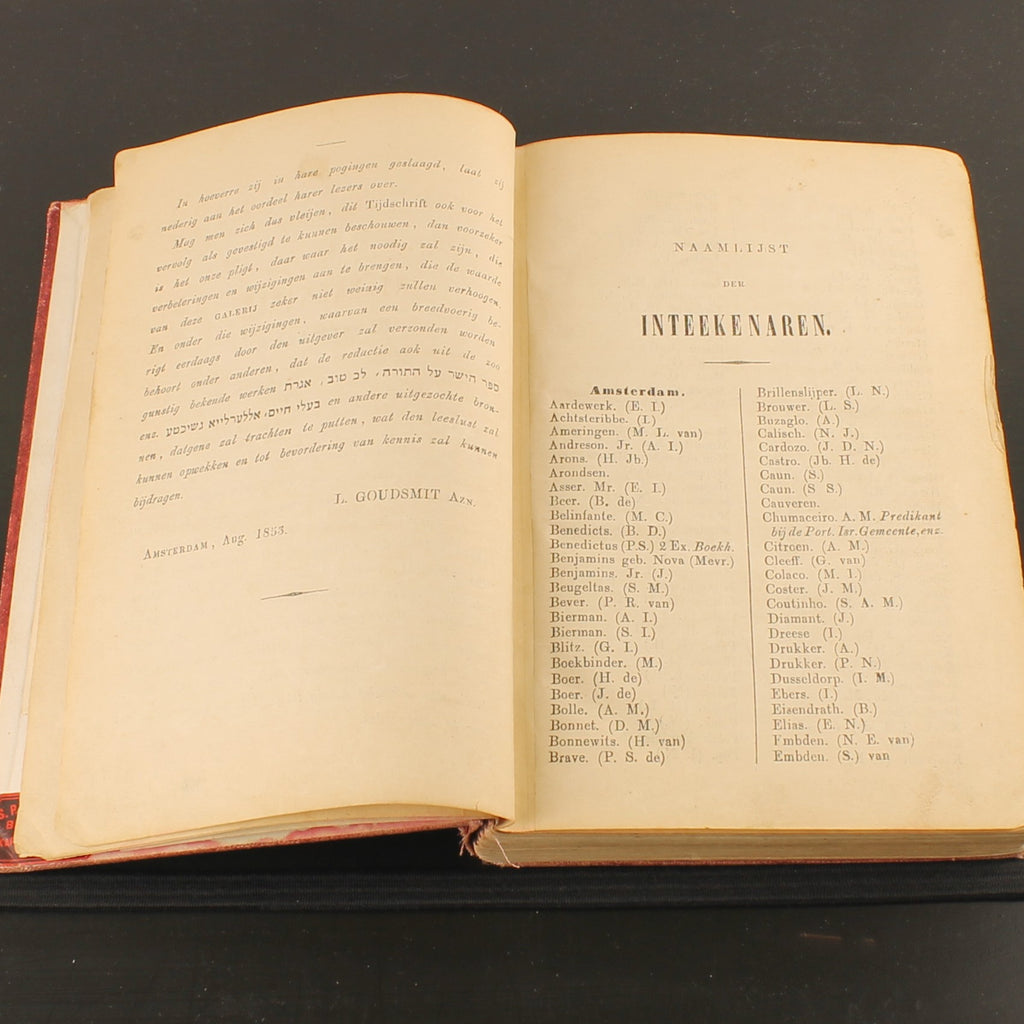 In hoeverre zij in hare pogingen geslaagd, laat zij
nederig aan het oordeel harer lezers over.
Mag men zich dus vleijen, dit Tijdschrift ook voor het
vervolg als gevestigd te kunnen beschouwen, dan voorzeker
is het onze pligt, daar waar het noodig zal zijn, die
verbeteringen en wijzigingen aan te brengen, die de waarde
van deze GALERIJ zeker niet weinig zullen verhoogen.
En onder die wijzigingen, waarvan een breedvoerig be-
rigt eerdaags door den uitgever zal verzonden worden
behoort onder anderen, dat de redactie ook uit de zoo
gunstig bekende werken ספר הישר על התורה, לב טוב, אגרת
בעלי חיים, אללערלייא געשיכטע enz. en andere uitgezochte bron-
nen, datgene zal trachten te putten, wat den leeslust zal
kunnen opwekken en tot bevordering van kennis zal kunnen
bijdragen.
L. GOUDSMIT AZN.
AMSTERDAM, Aug. 1853.
NAAMLIJST
DER
INTEEKENAREN.
Amsterdam.
Aardewerk. (E. I.)
Achtsteribbe. (I.)
Ameringen. (M. L. van)
Andreson. Jr. (A. I.)
Arons. (H. Jb.)
Arondsen.
Asser. Mr. (E. I.)
Beer. (B. de)
Belinfante. (M. C.)
Benedicts. (B. D.)
Benedictus (P.S.) 2 Ex. Boekh.
Benjamins geb. Nova (Mevr.)
Benjamins. Jr. (J.)
Beugeltas. (S. M.)
Bever. (P. R. van)
Bierman. (A. I.)
Bierman. (S. I.)
Blitz. (G. I.)
Boekbinder. (M.)
Boer. (H. de)
Boer. (J. de)
Bolle. (A. M.)
Bonnet. (D. M.)
Bonnewits. (H. van)
Brave. (P. S. de)
Brillenslijper. (L. N.)
Brouwer. (L. S.)
Buzaglo. (A.)
Calisch. (N. J.)
Cardozo. (J. D. N.)
Castro. (Jb. H. de)
Caun. (S.)
Caun. (S S.)
Cauveren.
Chumaceiro. A. M. Predikant
bij de Port. Isr. Gemeente, enz.
Citroen. (A. M.)
Cleeff. (G. van)
Colaco. (M. I.)
Coster. (J. M.)
Coutinho. (S. A. M.)
Diamant. (J.)
Dreese (I.)
Drukker. (A.)
Drukker. (P. N.)
Dusseldorp. (I. M.)
Ebers. (I.)
Eisendrath. (B.)
Elias. (E. N.)
Embden. (N. E. van)
Embden. (S.) van